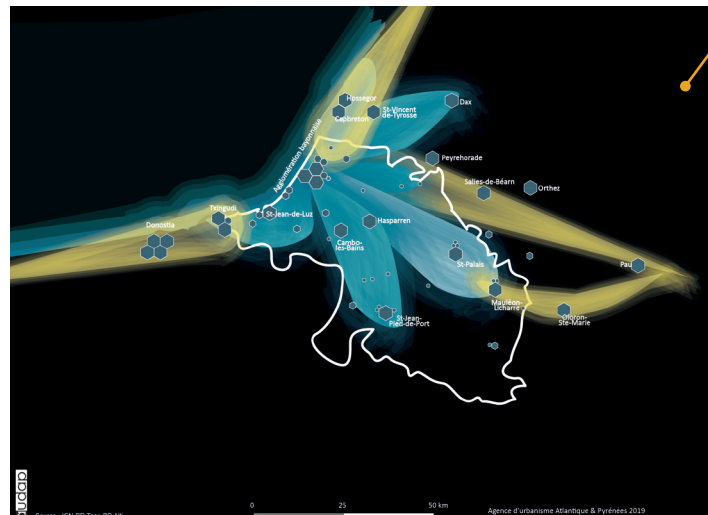 Hossegor
Capbreton
St-Vincent
de-Tyrosse
Dax
Agglomération bayonnaise
Peyrehorade
Salies-de-Béarn
Orthez
Txingudi
St-Jean-de-Luz
Hasparren
Donostia
Cambo-
les-Bains
St-Palais
Pau
Mauléon-
Licharre
Oloron-
Ste-Marie
St-Jean-
Pied-de-Port
audap
0
25
50 km
Agence d'urbanisme Atlantique & Pyrénées 2019